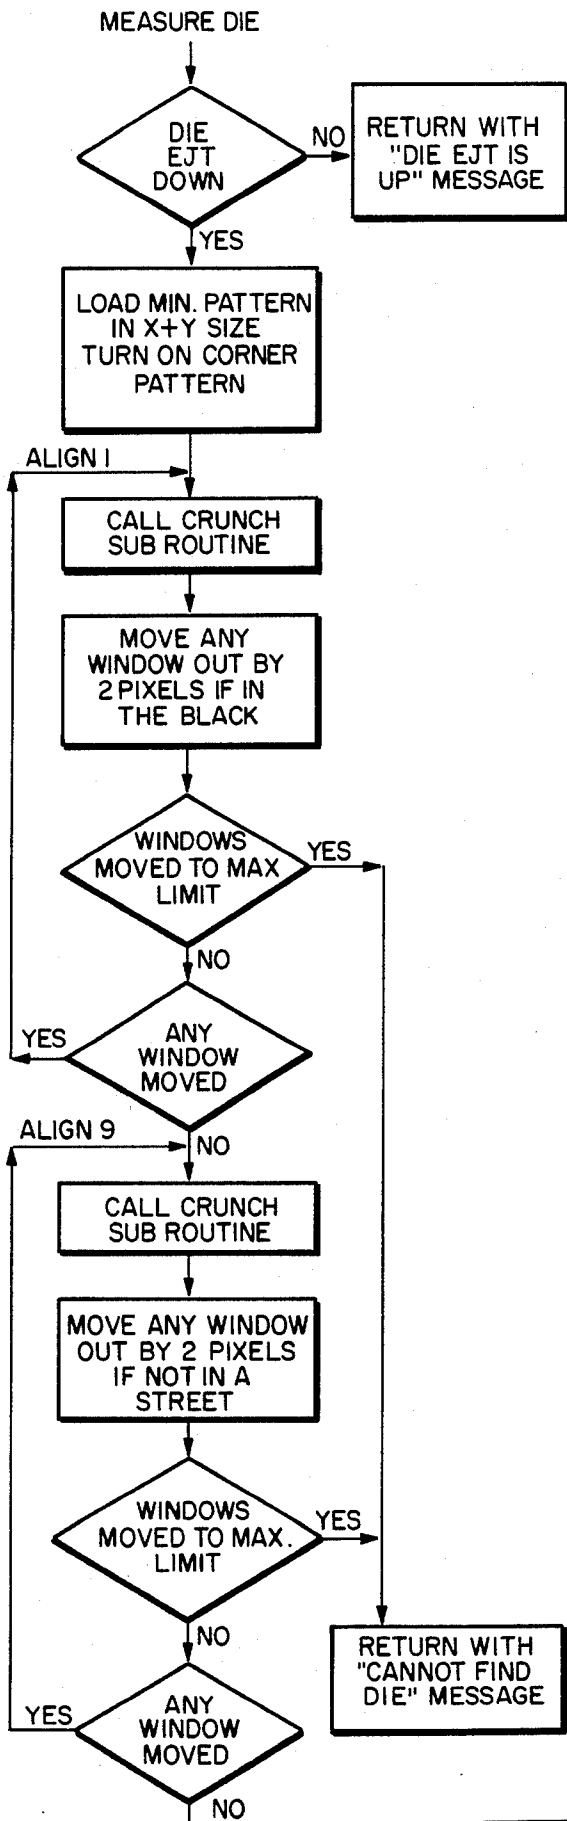 MEASURE DIE
DIE
EJT
DOWN
NO
RETURN WITH
"DIE EJT IS
UP" MESSAGE
YES
LOAD MIN. PATTERN
IN X+Y SIZE
TURN ON CORNER
PATTERN
ALIGN 1
CALL CRUNCH
SUB ROUTINE
MOVE ANY
WINDOW OUT BY
2 PIXELS IF IN
THE BLACK
WINDOWS
MOVED TO MAX
LIMIT
YES
NO
ANY
WINDOW
MOVED
YES
ALIGN 9
NO
CALL CRUNCH
SUB ROUTINE
MOVE ANY WINDOW
OUT BY 2 PIXELS
IF NOT IN A
STREET
WINDOWS
MOVED TO MAX.
LIMIT
YES
NO
RETURN WITH
"CANNOT FIND
DIE" MESSAGE
ANY
WINDOW
MOVED
YES
NO